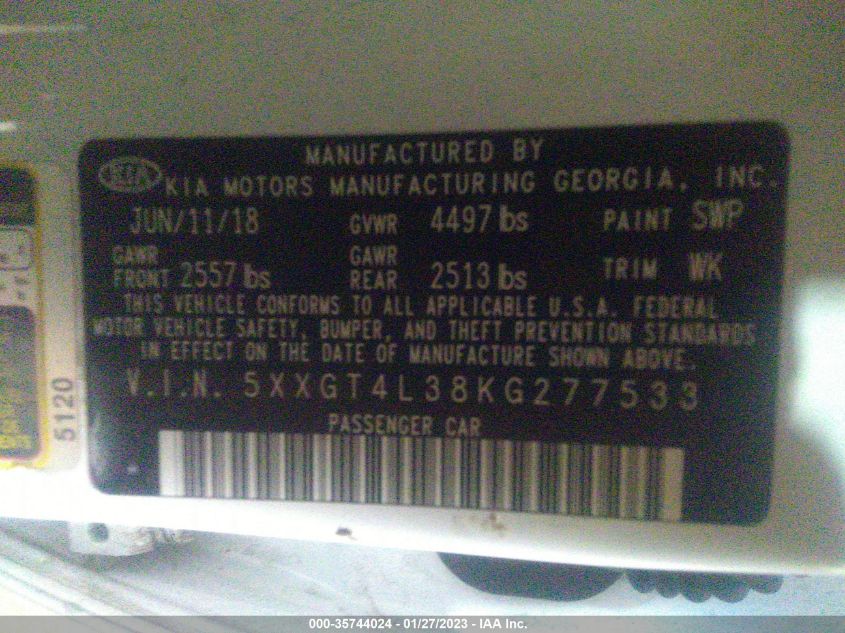 MANUFACTURED BY
KIA KIA MOTORS MANUFACTURING GEORGIA, INC.
JUN/11/18 GVWR 4497 lbs PAINT SWP
GAWR FRONT 2557 lbs GAWR REAR 2513 lbs TRIM WK
THIS VEHICLE CONFORMS TO ALL APPLICABLE U.S.A. FEDERAL
MOTOR VEHICLE SAFETY, BUMPER, AND THEFT PREVENTION STANDARDS
IN EFFECT ON THE DATE OF MANUFACTURE SHOWN ABOVE.
V.I.N. 5XXGT4L38KG277533
PASSENGER CAR
5120
000-35744024 - 01/27/2023 - IAA Inc.